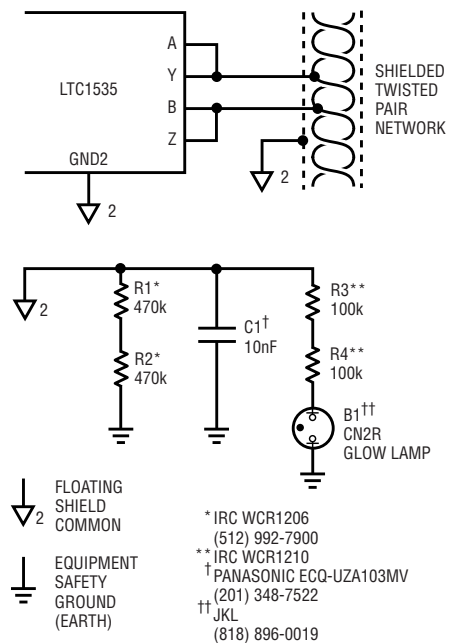 A
Y
LTC1535
B
Z
GND2
2
2
SHIELDED
TWISTED
PAIR
NETWORK
2
R1*
470k
R2*
470k
C1†
10nF
R3**
100k
R4**
100k
B1††
CN2R
GLOW LAMP
2
FLOATING
SHIELD
COMMON
EQUIPMENT
SAFETY
GROUND
(EARTH)
*IRC WCR1206
(512) 992-7900
**IRC WCR1210
†PANASONIC ECQ-UZA103MV
(201) 348-7522
††JKL
(818) 896-0019